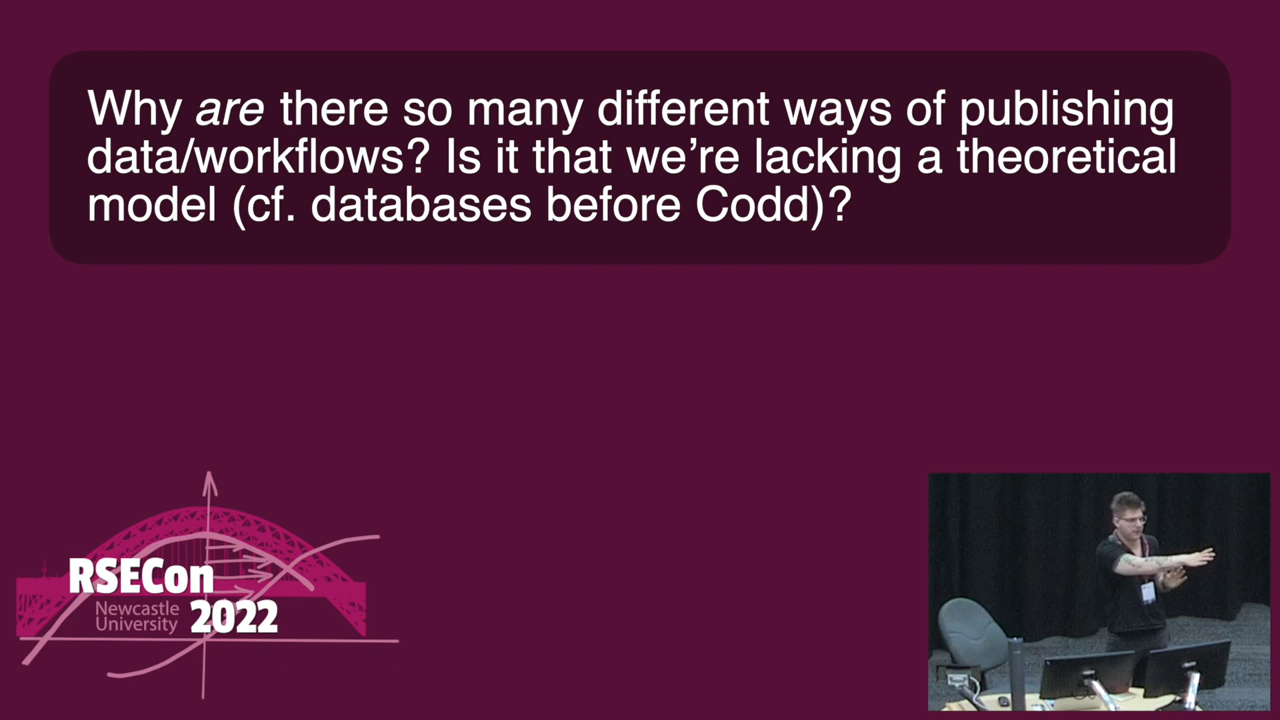 Why are there so many different ways of publishing
data/workflows? Is it that we're lacking a theoretical
model (cf. databases before Codd)?
RSECon
Newcastle
University
2022